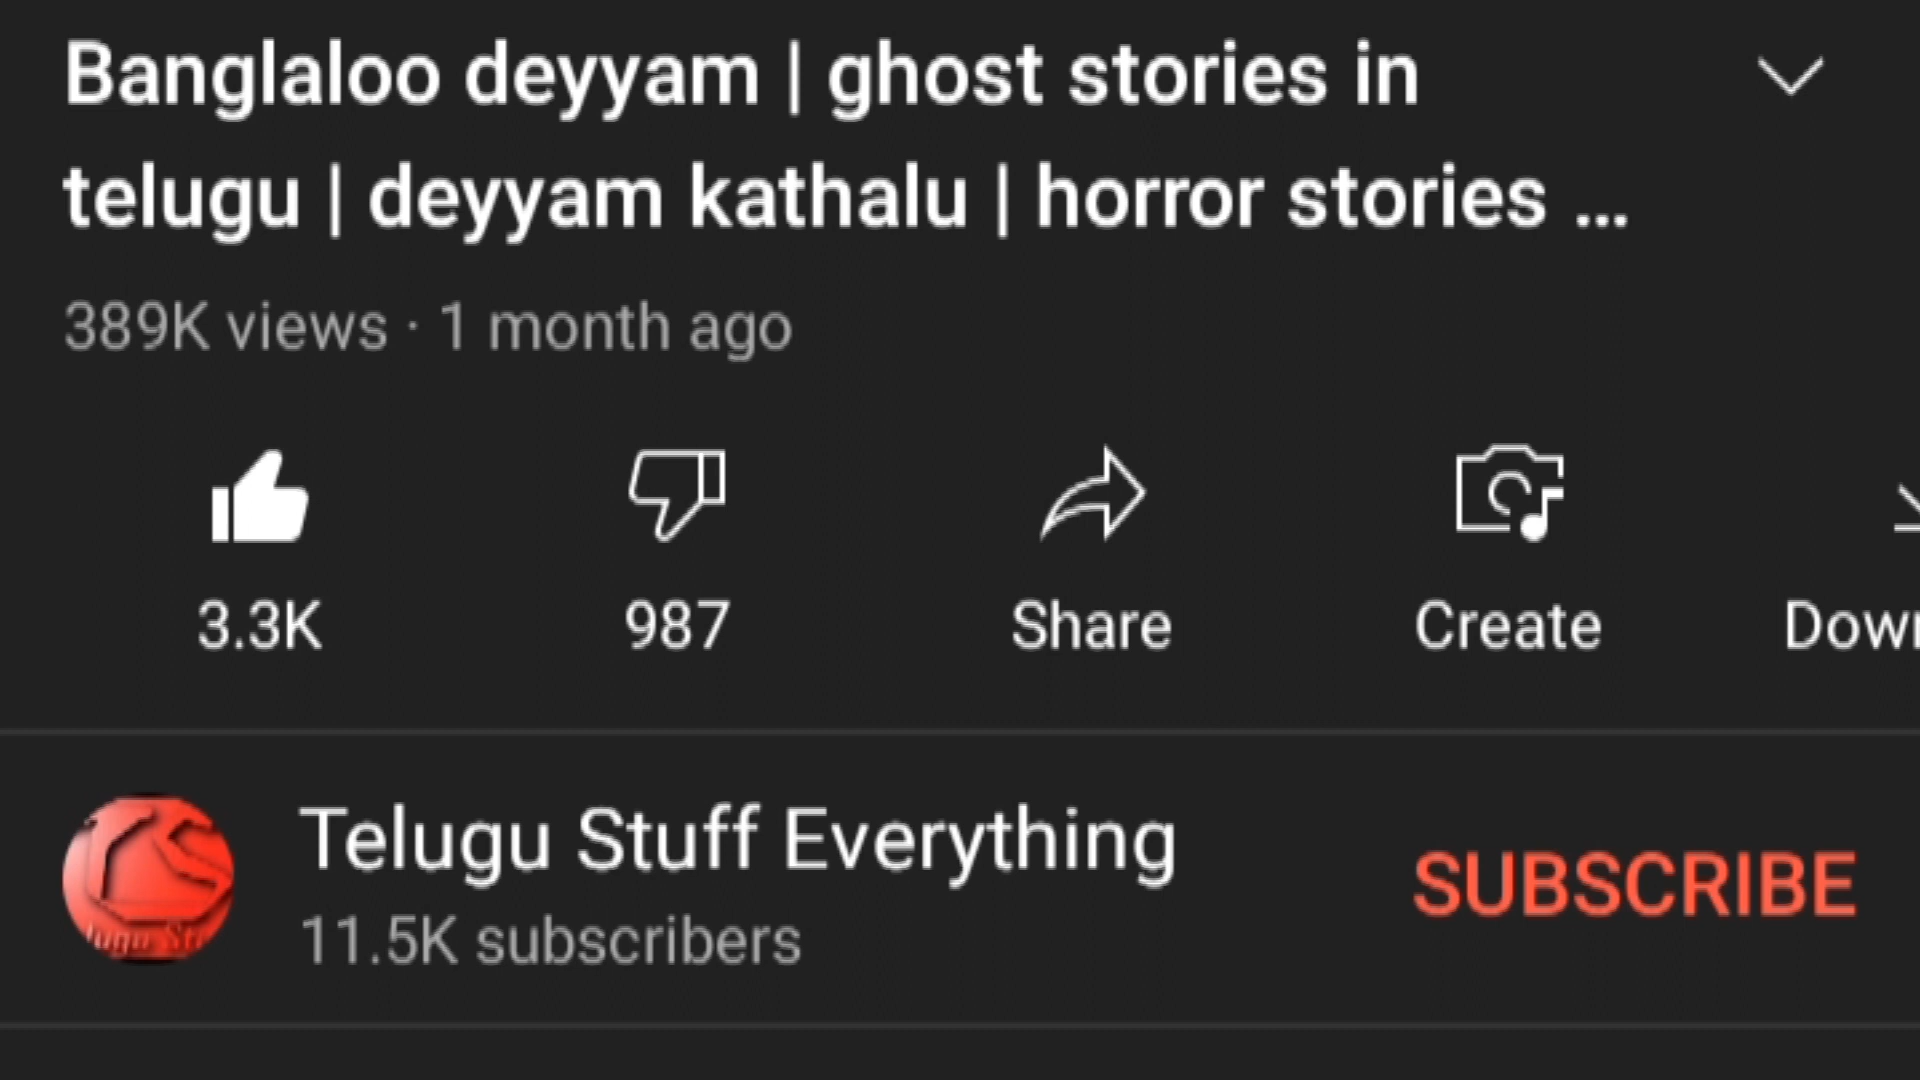 Banglaloo deyyam | ghost stories in
telugu | deyyam kathalu | horror stories ...
389K views · 1 month ago
3.3K 987 Share Create
Telugu Stuff Everything
SUBSCRIBE
11.5K subscribers